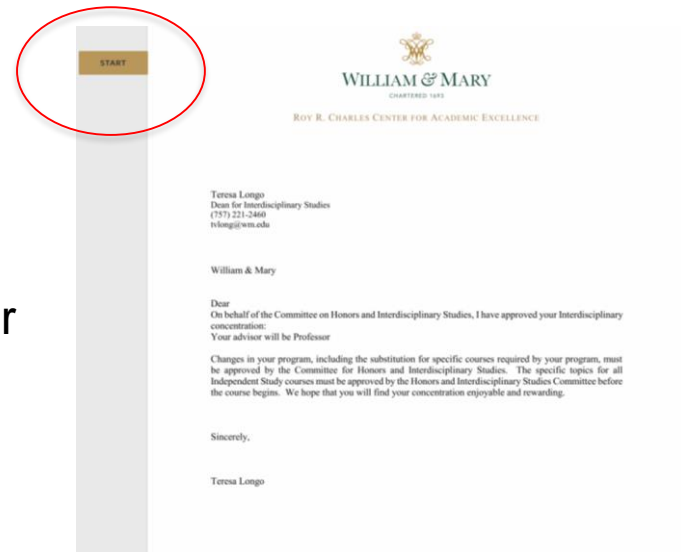 START
WILLIAM & MARY
CHARTERED 1693
ROY R. CHARLES CENTER FOR ACADEMIC EXCELLENCE
Teresa Longo
Dean for Interdisciplinary Studies
(757) 221-2460
tvlong@wm.edu
William & Mary
Dear
On behalf of the Committee on Honors and Interdisciplinary Studies, I have approved your Interdisciplinary
concentration:
Your advisor will be Professor
Changes in your program, including the substitution for specific courses required by your program, must
be approved by the Committee for Honors and Interdisciplinary Studies. The specific topics for all
Independent Study courses must be approved by the Honors and Interdisciplinary Studies Committee before
the course begins. We hope that you will find your concentration enjoyable and rewarding.
Sincerely,
Teresa Longo